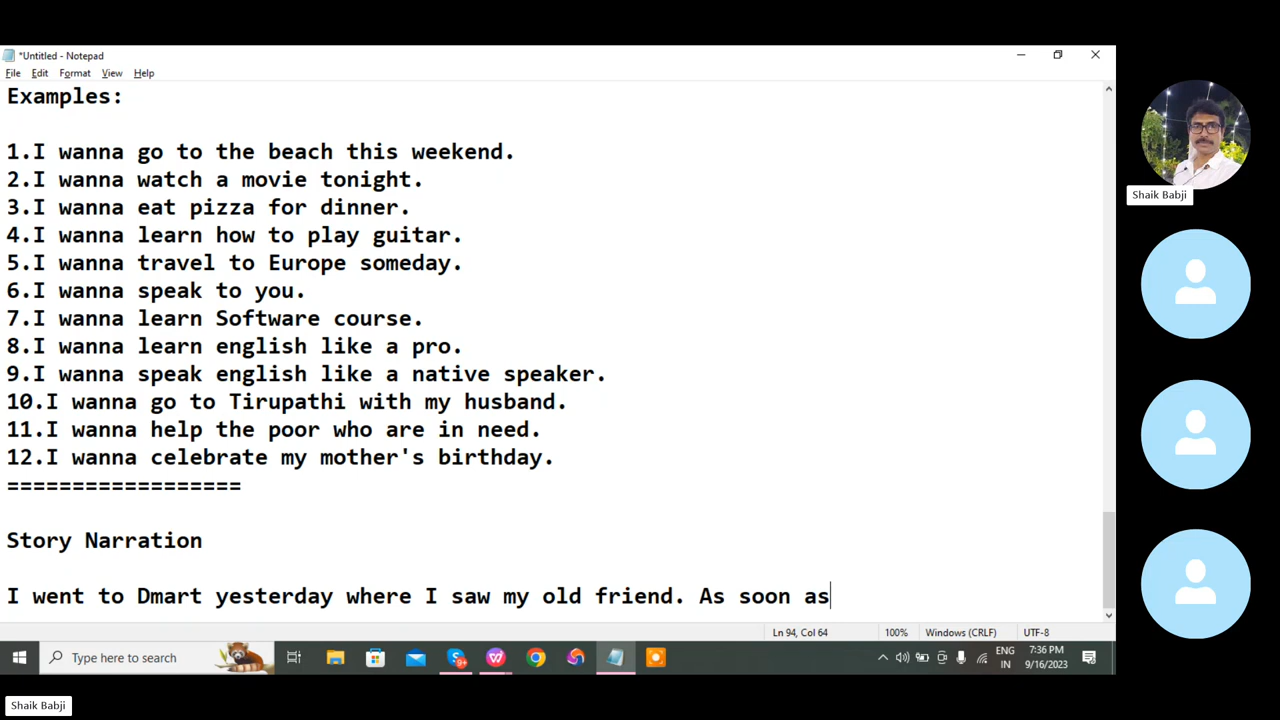 *Untitled - Notepad
File Edit Format View Help
Examples:
1.I wanna go to the beach this weekend.
2.I wanna watch a movie tonight.
3.I wanna eat pizza for dinner.
4.I wanna learn how to play guitar.
5.I wanna travel to Europe someday.
6.I wanna speak to you.
7.I wanna learn Software course.
8.I wanna learn english like a pro.
9.I wanna speak english like a native speaker.
10.I wanna go to Tirupathi with my husband.
11.I wanna help the poor who are in need.
12.I wanna celebrate my mother's birthday.
==================
Story Narration
I went to Dmart yesterday where I saw my old friend. As soon as
Ln 94, Col 64 100% Windows (CRLF) UTF-8
Type here to search
ENG
IN
7:36 PM
9/16/2023
Shaik Babji
Shaik Babji